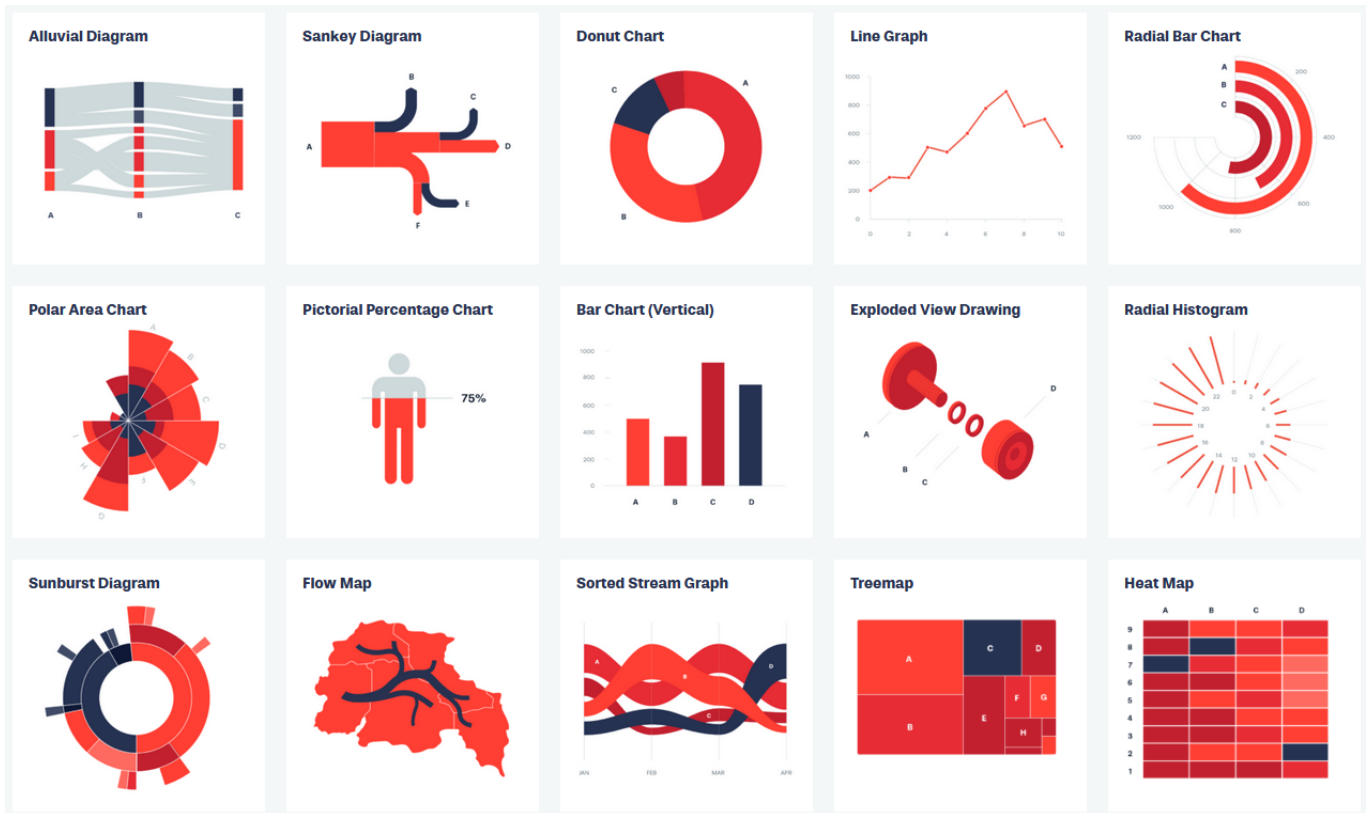 Alluvial Diagram
A B C
Sankey Diagram
B
C
A
D
E
F
Donut Chart
C A
B
Line Graph
1000
800
600
400
200
0
0 2 4 6 8 10
Radial Bar Chart
A
B
C
200
1200 400
1000 600
800
Polar Area Chart
A
B
C
D
E
F
G
H
I
Pictorial Percentage Chart
75%
Bar Chart (Vertical)
1000
800
600
400
200
0
A B C D
Exploded View Drawing
D
A
B
C
Radial Histogram
22 0 2
20 4
18 6
16 8
14 12 10
Sunburst Diagram
Flow Map
Sorted Stream Graph
A
B
C
D
JAN FEB MAR APR
Treemap
A C D
B E F G
H
Heat Map
A B C D
9
8
7
6
5
4
3
2
1